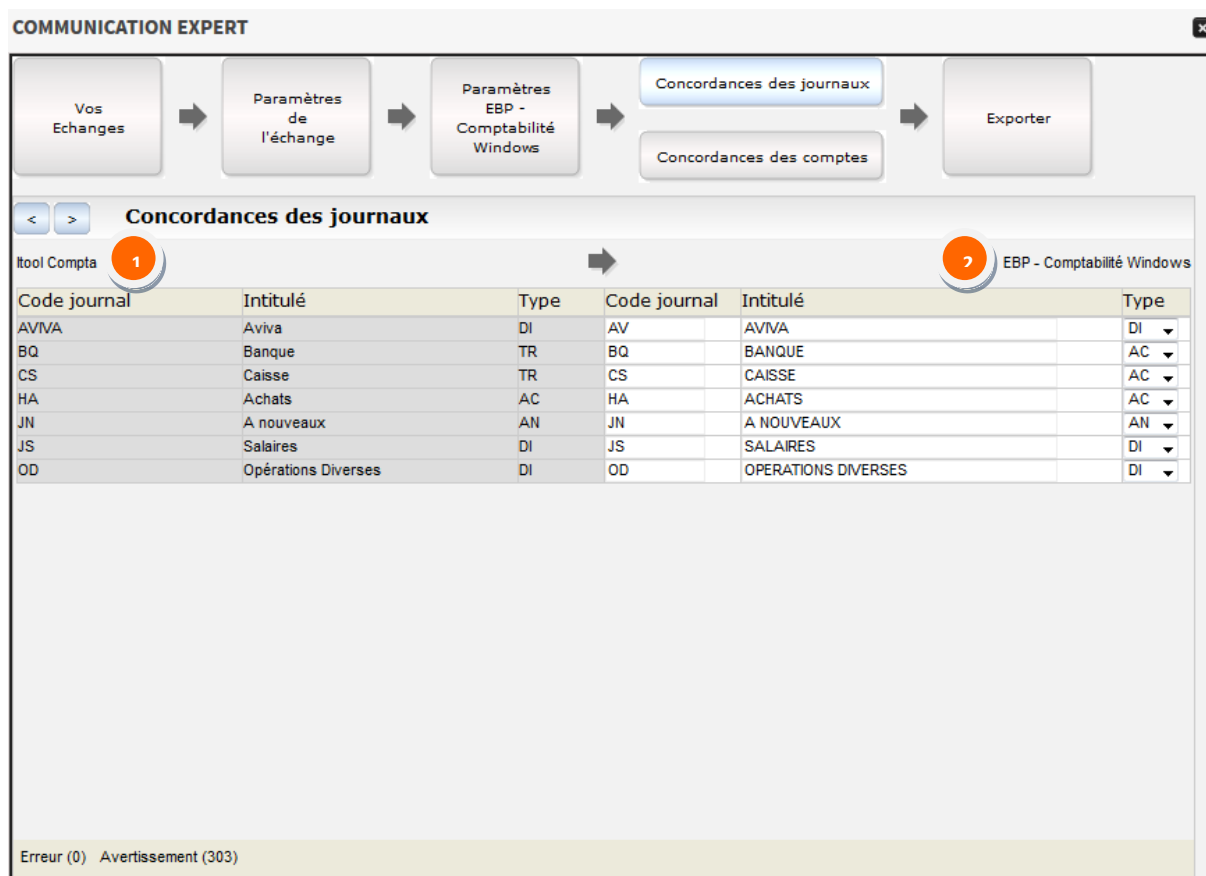 COMMUNICATION EXPERT
Vos
Echanges
Paramètres
de
l'échange
Paramètres
EBP -
Comptabilité
Windows
Concordances des journaux
Concordances des comptes
Exporter
< > Concordances des journaux
Itool Compta 1 2 EBP - Comptabilité Windows
Code journal Intitulé Type Code journal Intitulé Type
AVIVA Aviva DI AV AVIVA DI
BQ Banque TR BQ BANQUE AC
CS Caisse TR CS CAISSE AC
HA Achats AC HA ACHATS AC
JN A nouveaux AN JN A NOUVEAUX AN
JS Salaires DI JS SALAIRES DI
OD Opérations Diverses DI OD OPERATIONS DIVERSES DI
Erreur (0) Avertissement (303)